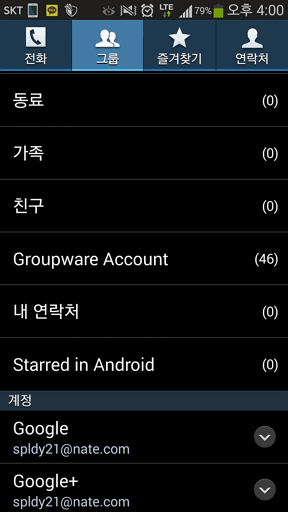 SKT LTE 79% 오후 4:00
전화 그룹 즐겨찾기 연락처
동료 (0)
가족 (0)
친구 (0)
Groupware Account (46)
내 연락처 (0)
Starred in Android (0)
계정
Google
spldy21@nate.com
Google+
spldy21@nate.com